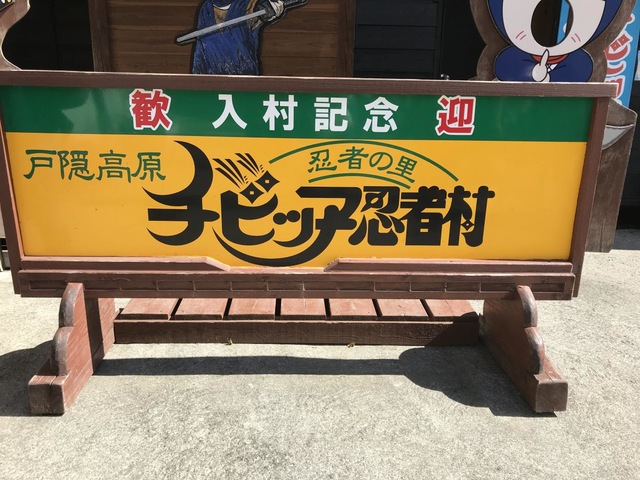 歓 入村記念 迎
戸隠高原
忍者の里
チビッ子忍者村